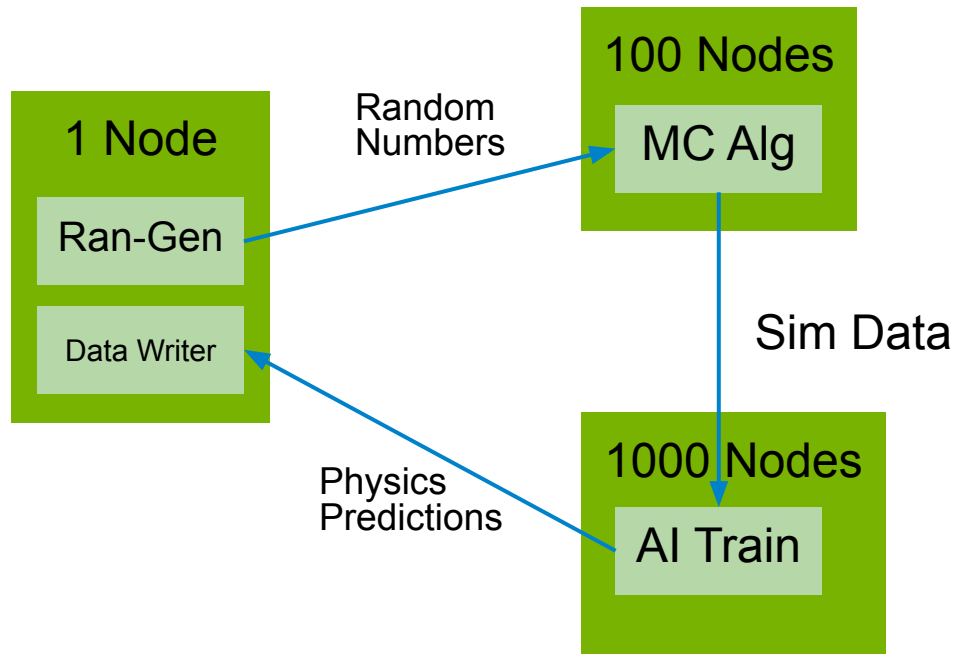 1 Node
Ran-Gen
Data Writer
Random
Numbers
100 Nodes
MC Alg
Sim Data
1000 Nodes
AI Train
Physics
Predictions